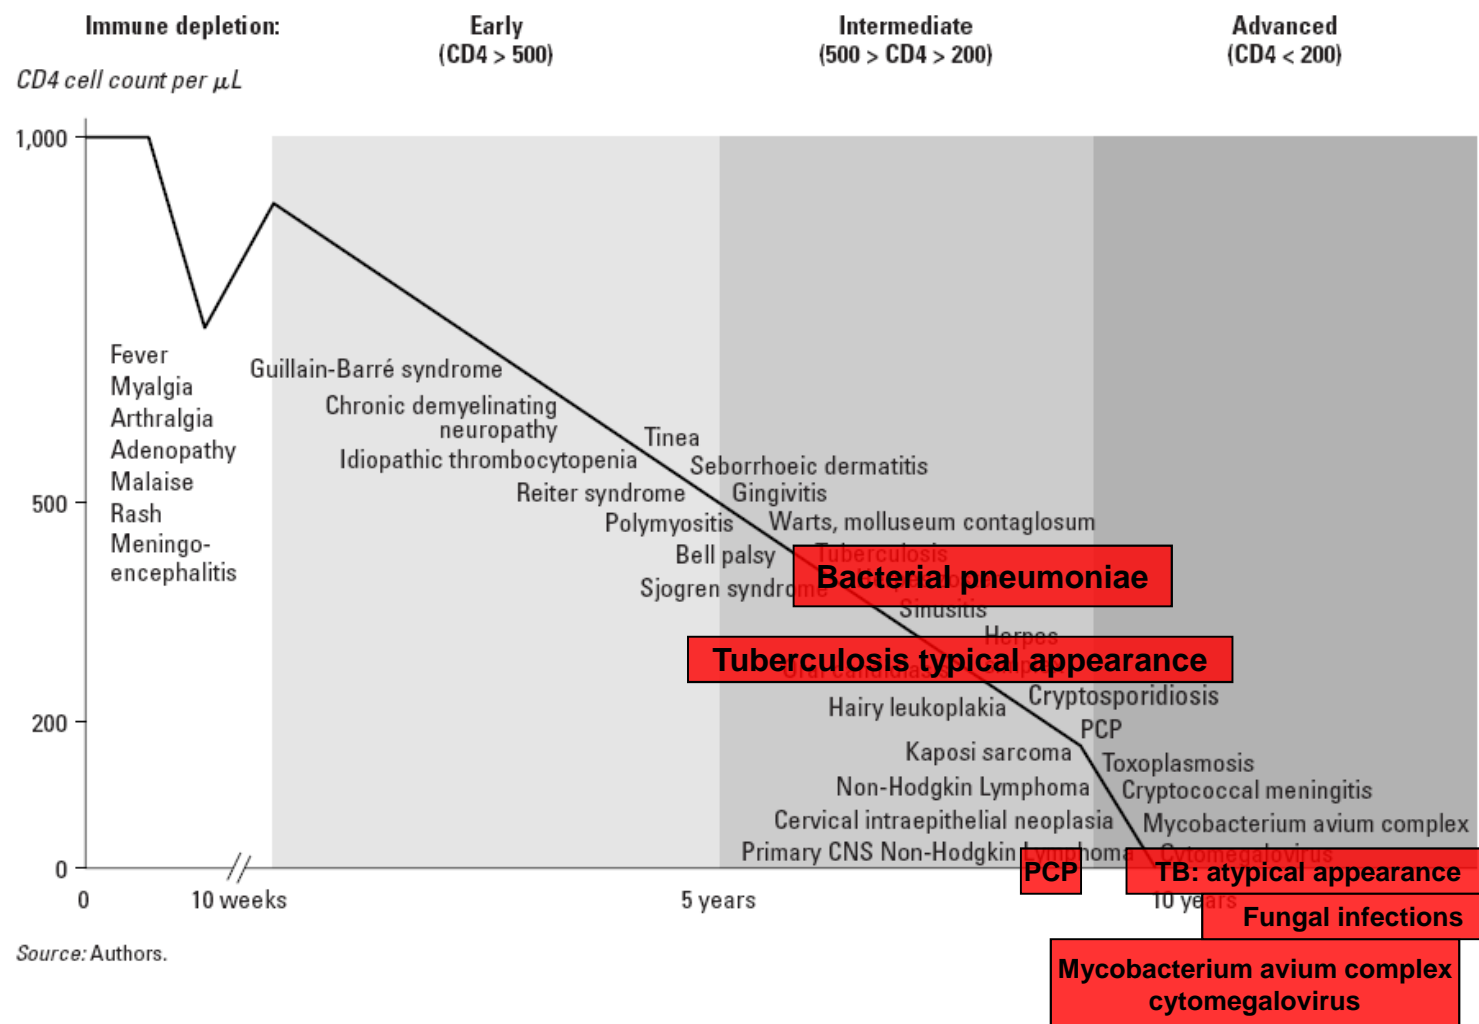 Immune depletion:
Early
(CD4 > 500)
Intermediate
(500 > CD4 > 200)
Advanced
(CD4 < 200)
CD4 cell count per μL
1,000
500
200
0
Fever
Myalgia
Arthralgia
Adenopathy
Malaise
Rash
Meningo-
encephalitis
Guillain-Barré syndrome
Chronic demyelinating
neuropathy
Idiopathic thrombocytopenia
Reiter syndrome
Polymyositis
Bell palsy
Sjogren syndrome
Tinea
Seborrhoeic dermatitis
Gingivitis
Warts, molluseum contaglosum
Tuberculosis
Bacterial pneumoniae
Sinusitis
Herpes
Tuberculosis typical appearance
Oral candidiasis
Cryptosporidiosis
Hairy leukoplakia
PCP
Kaposi sarcoma
Toxoplasmosis
Non-Hodgkin Lymphoma
Cryptococcal meningitis
Cervical intraepithelial neoplasia
Mycobacterium avium complex
Primary CNS Non-Hodgkin Lymphoma
Cytomegalovirus
PCP
TB: atypical appearance
0
10 weeks
5 years
10 years
Fungal infections
Mycobacterium avium complex
cytomegalovirus
Source: Authors.